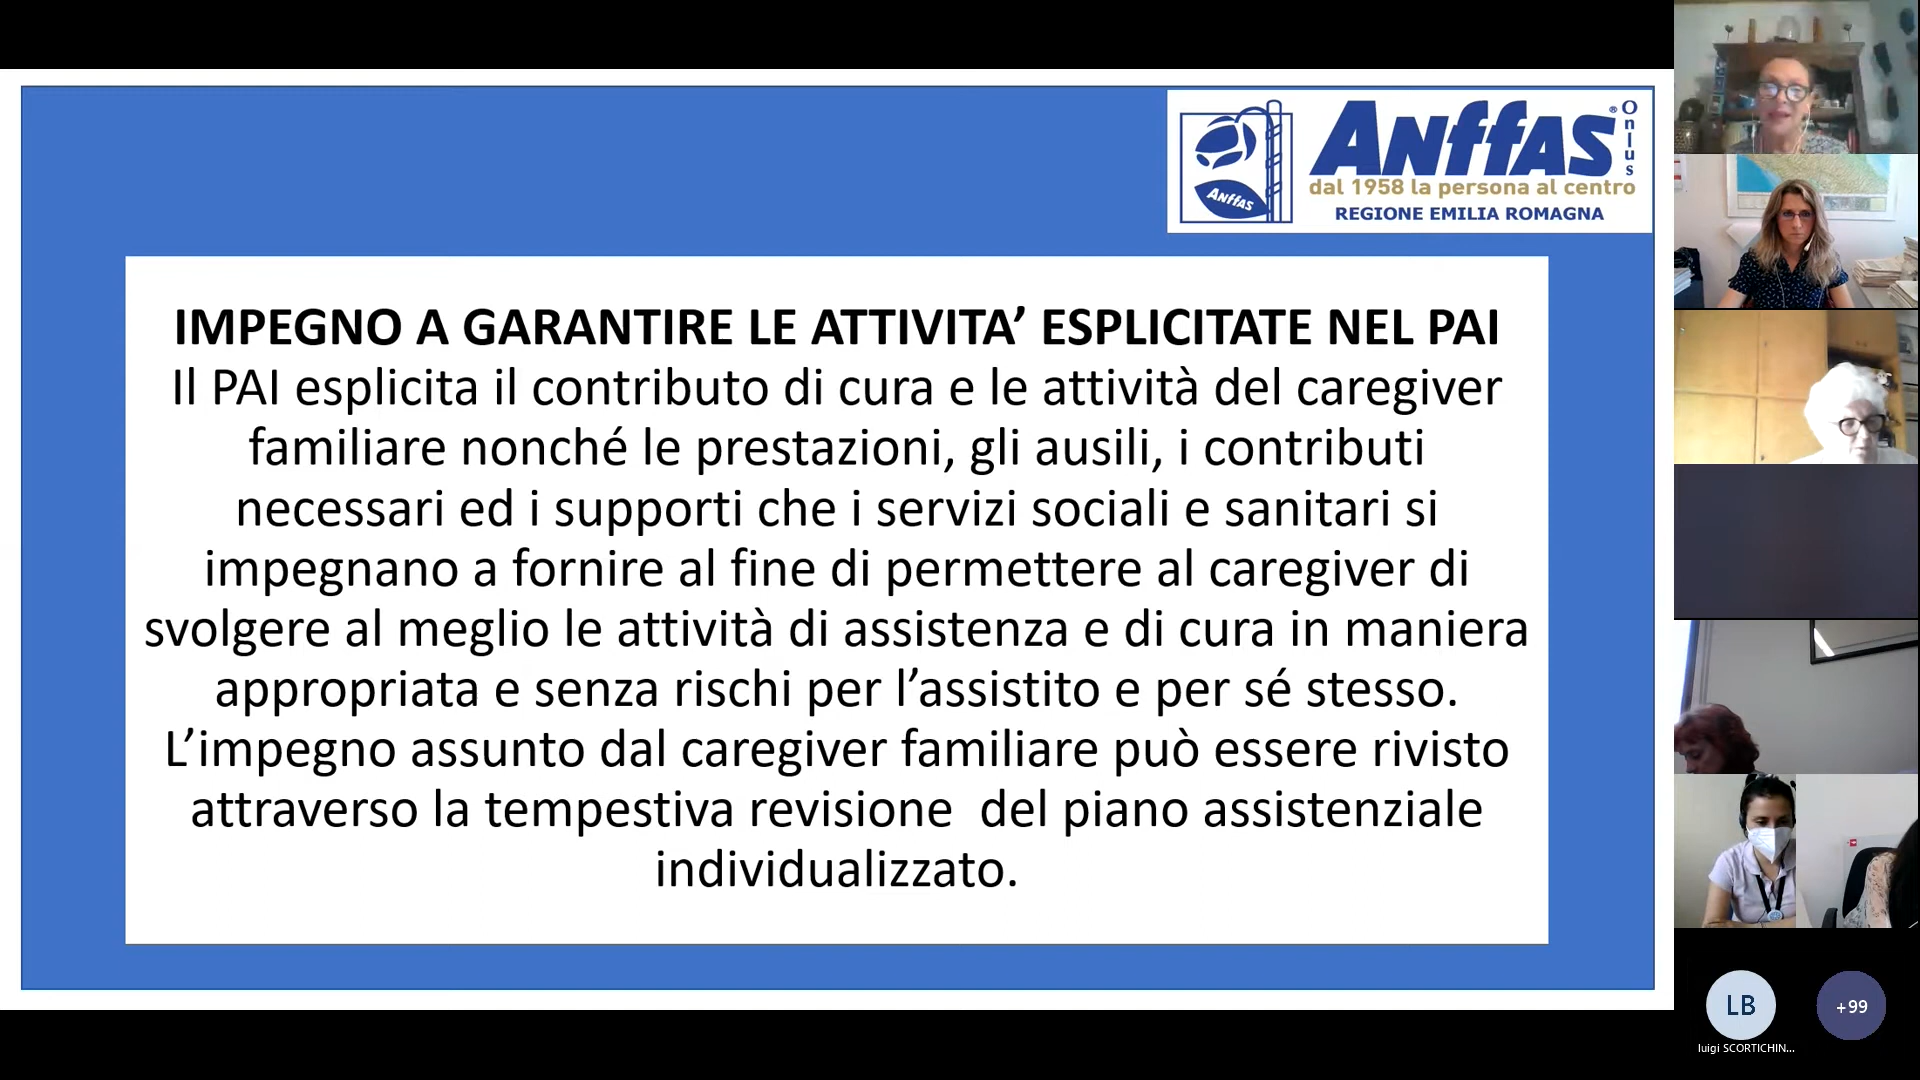 Anffas® Onlus
dal 1958 la persona al centro
REGIONE EMILIA ROMAGNA
Anffas
IMPEGNO A GARANTIRE LE ATTIVITA’ ESPLICITATE NEL PAI
Il PAI esplicita il contributo di cura e le attività del caregiver
familiare nonché le prestazioni, gli ausili, i contributi
necessari ed i supporti che i servizi sociali e sanitari si
impegnano a fornire al fine di permettere al caregiver di
svolgere al meglio le attività di assistenza e di cura in maniera
appropriata e senza rischi per l’assistito e per sé stesso.
L’impegno assunto dal caregiver familiare può essere rivisto
attraverso la tempestiva revisione  del piano assistenziale
individualizzato.
LB
+99
luigi SCORTICHIN...